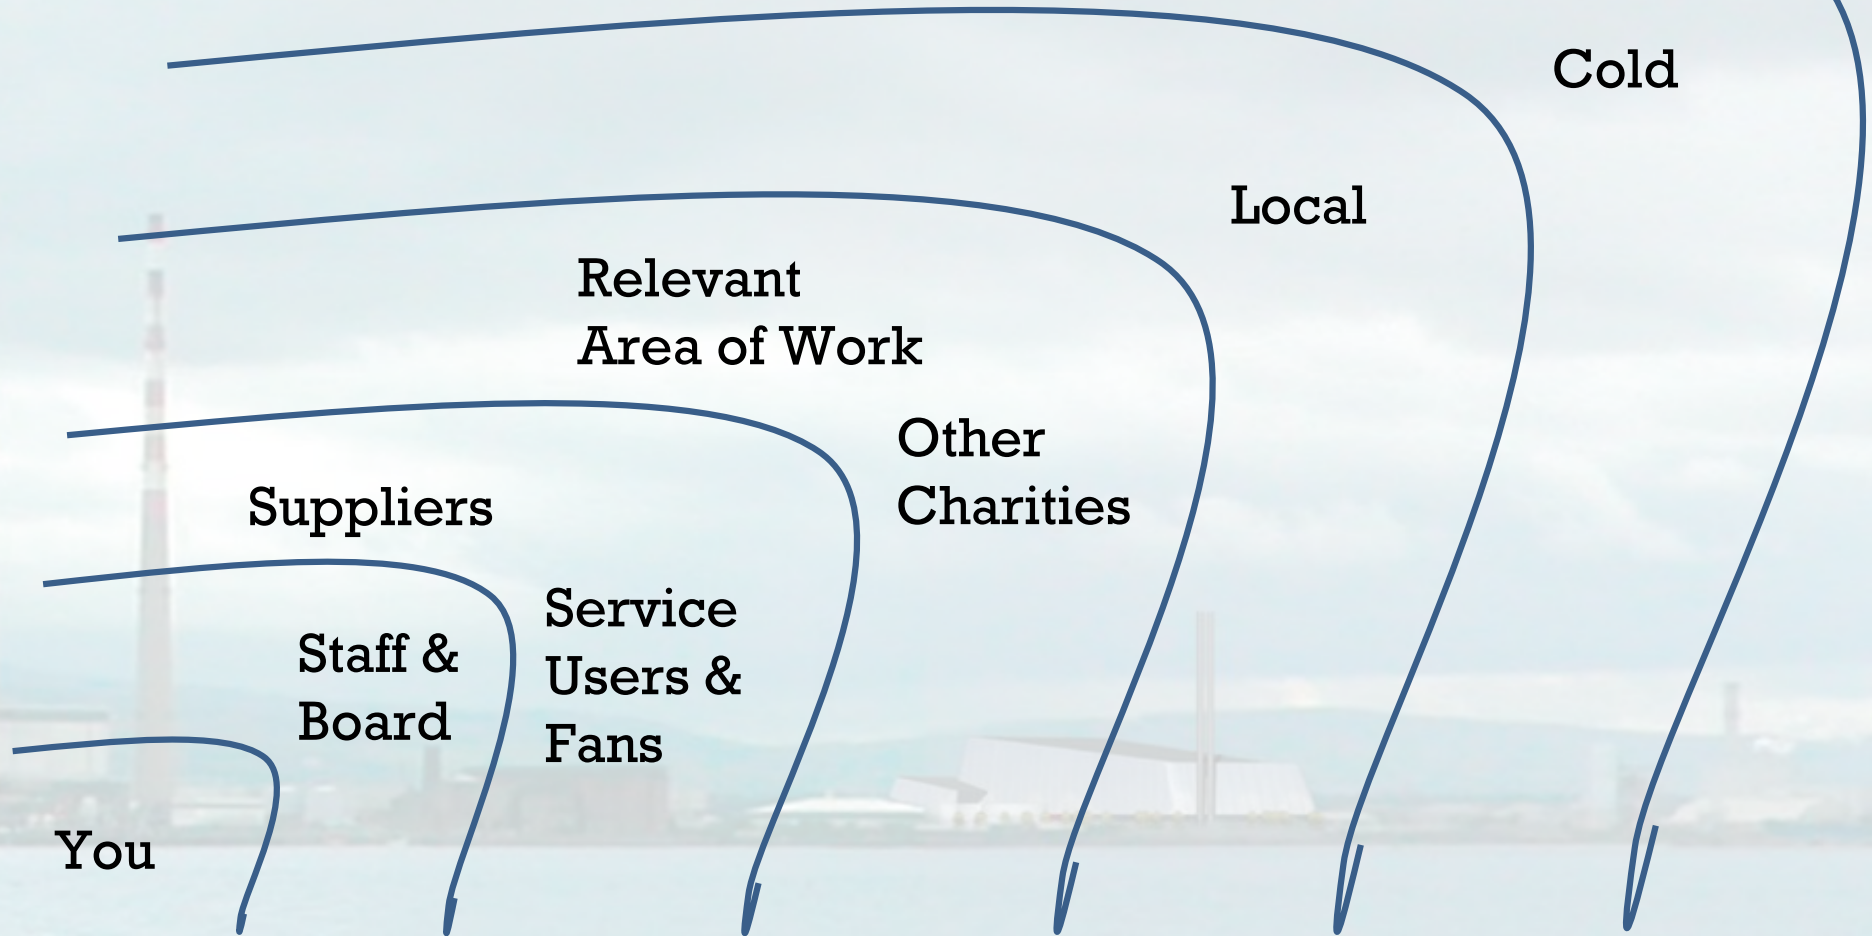 Cold
Local
Relevant
Area of Work
Other
Charities
Suppliers
Service
Users &
Fans
Staff &
Board
You